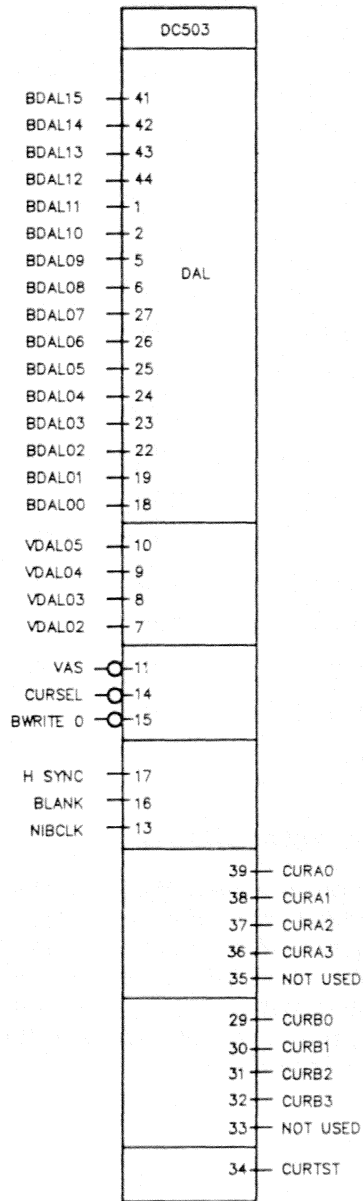 DC503
BDAL15 41
BDAL14 42
BDAL13 43
BDAL12 44
BDAL11 1
BDAL10 2
BDAL09 5
DAL
BDAL08 6
BDAL07 27
BDAL06 26
BDAL05 25
BDAL04 24
BDAL03 23
BDAL02 22
BDAL01 19
BDAL00 18
VDAL05 10
VDAL04 9
VDAL03 8
VDAL02 7
VAS 11
CURSEL 14
BWRITE 0 15
H SYNC 17
BLANK 16
NIBCLK 13
39 CURA0
38 CURA1
37 CURA2
36 CURA3
35 NOT USED
29 CURB0
30 CURB1
31 CURB2
32 CURB3
33 NOT USED
34 CURTST